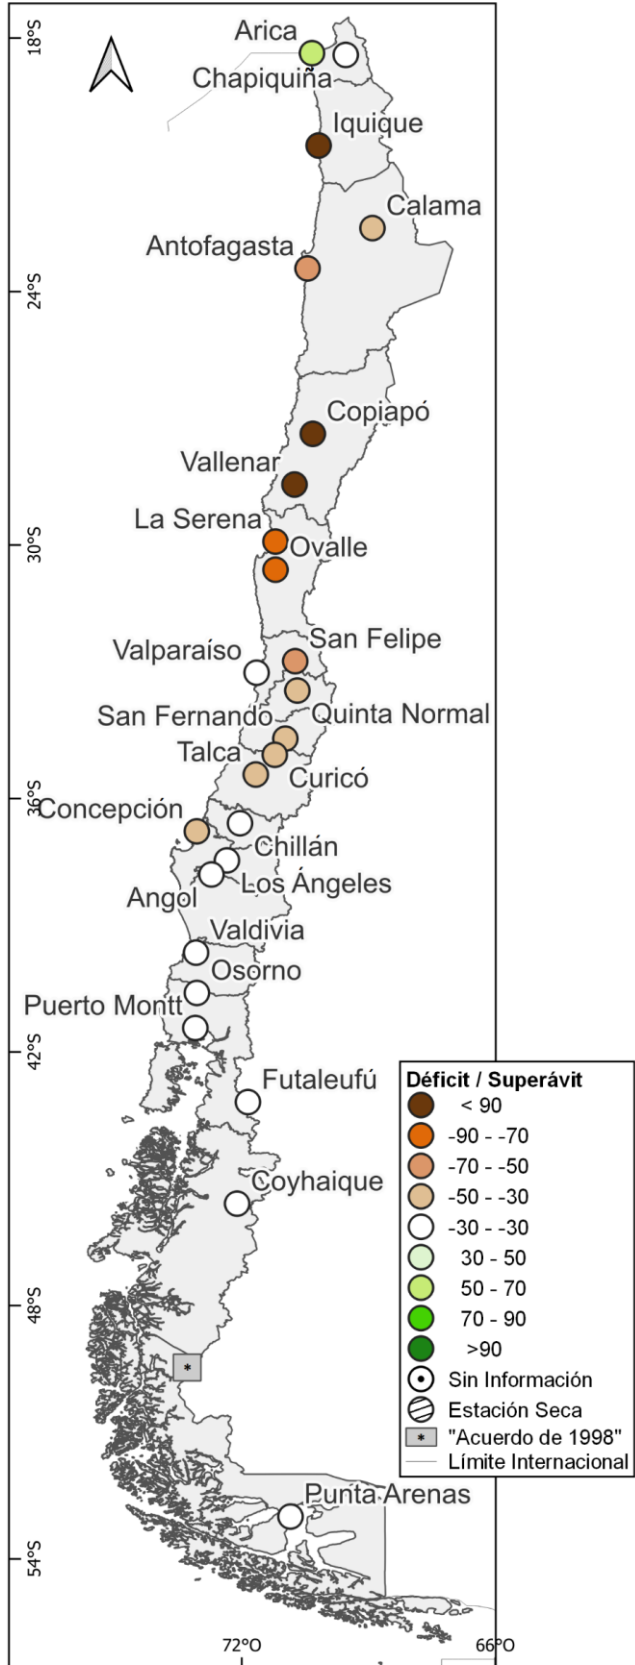 18°S
Arica
Chapiquiña
Iquique
Calama
Antofagasta
24°S
Copiapó
Vallenar
La Serena
30°S
Ovalle
San Felipe
Valparaíso
San Fernando
Quinta Normal
Talca
Curicó
36°S
Concepción
Chillán
Los Ángeles
Angol
Valdivia
Osorno
Puerto Montt
42°S
Futaleufú
Coyhaique
48°S
Punta Arenas
54°S
72°O
66°O
Déficit / Superávit
< 90
-90 - -70
-70 - -50
-50 - -30
-30 - -30
30 - 50
50 - 70
70 - 90
>90
Sin Información
Estación Seca
* "Acuerdo de 1998"
Límite Internacional
*